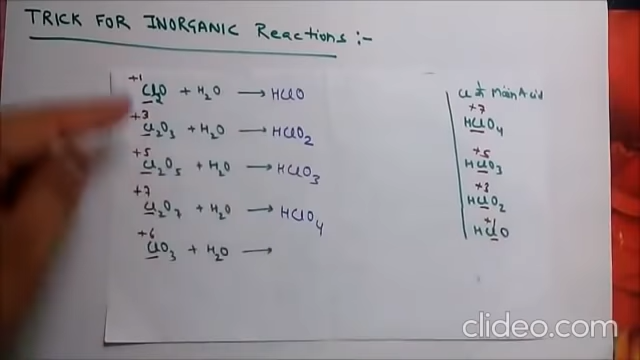 TRICK FOR INORGANIC Reactions :-
+1
Cl2O + H2O → HClO
+3
Cl2O3 + H2O → HClO2
+5
Cl2O5 + H2O → HClO3
+7
Cl2O7 + H2O → HClO4
+6
ClO3 + H2O →
Cl Main Acid
+7
HClO4
+5
HClO3
+3
HClO2
+1
HClO
clideo.com